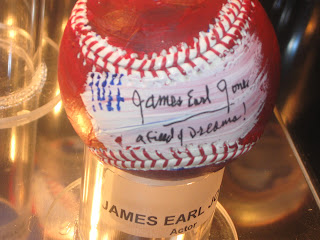 James Earl Jones
a Field of Dreams!
JAMES EARL JO
Actor